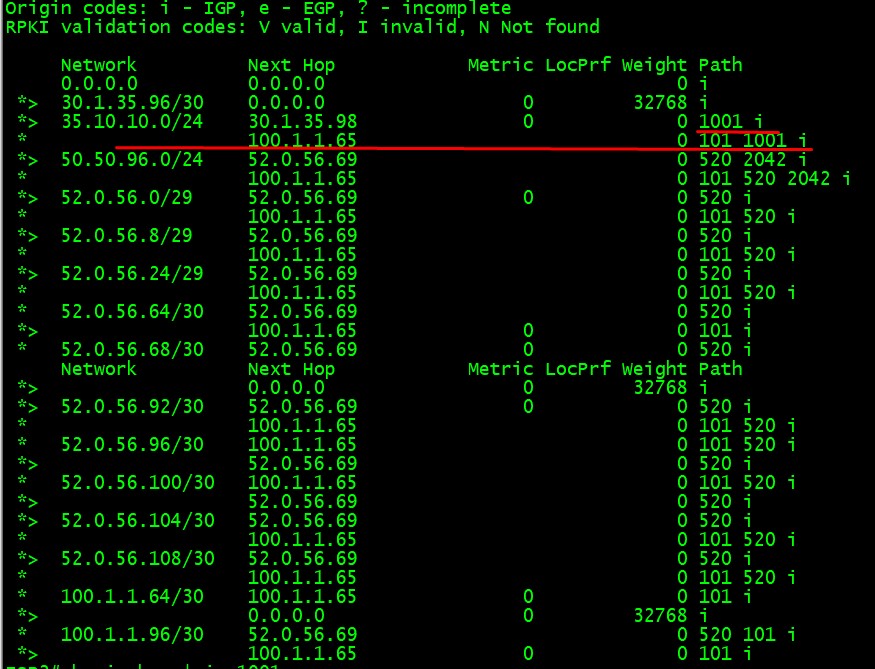 Origin codes: i - IGP, e - EGP, ? - incomplete
RPKI validation codes: V valid, I invalid, N Not found
Network Next Hop Metric LocPrf Weight Path
0.0.0.0 0.0.0.0 0 i
*> 30.1.35.96/30 0.0.0.0 0 32768 i
*> 35.10.10.0/24 30.1.35.98 0 0 1001 i
* 100.1.1.65 0 101 1001 i
*> 50.50.96.0/24 52.0.56.69 0 520 2042 i
* 100.1.1.65 0 101 520 2042 i
*> 52.0.56.0/29 52.0.56.69 0 0 520 i
* 100.1.1.65 0 101 520 i
*> 52.0.56.8/29 52.0.56.69 0 520 i
* 100.1.1.65 0 101 520 i
*> 52.0.56.24/29 52.0.56.69 0 520 i
* 100.1.1.65 0 101 520 i
* 52.0.56.64/30 52.0.56.69 0 520 i
*> 100.1.1.65 0 0 101 i
* 52.0.56.68/30 52.0.56.69 0 0 520 i
Network Next Hop Metric LocPrf Weight Path
*> 0.0.0.0 0 32768 i
*> 52.0.56.92/30 52.0.56.69 0 0 520 i
* 100.1.1.65 0 101 520 i
* 52.0.56.96/30 100.1.1.65 0 101 520 i
*> 52.0.56.69 0 520 i
* 52.0.56.100/30 100.1.1.65 0 101 520 i
*> 52.0.56.69 0 520 i
*> 52.0.56.104/30 52.0.56.69 0 520 i
* 100.1.1.65 0 101 520 i
*> 52.0.56.108/30 52.0.56.69 0 520 i
* 100.1.1.65 0 101 520 i
* 100.1.1.64/30 100.1.1.65 0 0 101 i
*> 0.0.0.0 0 32768 i
* 100.1.1.96/30 52.0.56.69 0 520 101 i
*> 100.1.1.65 0 0 101 i